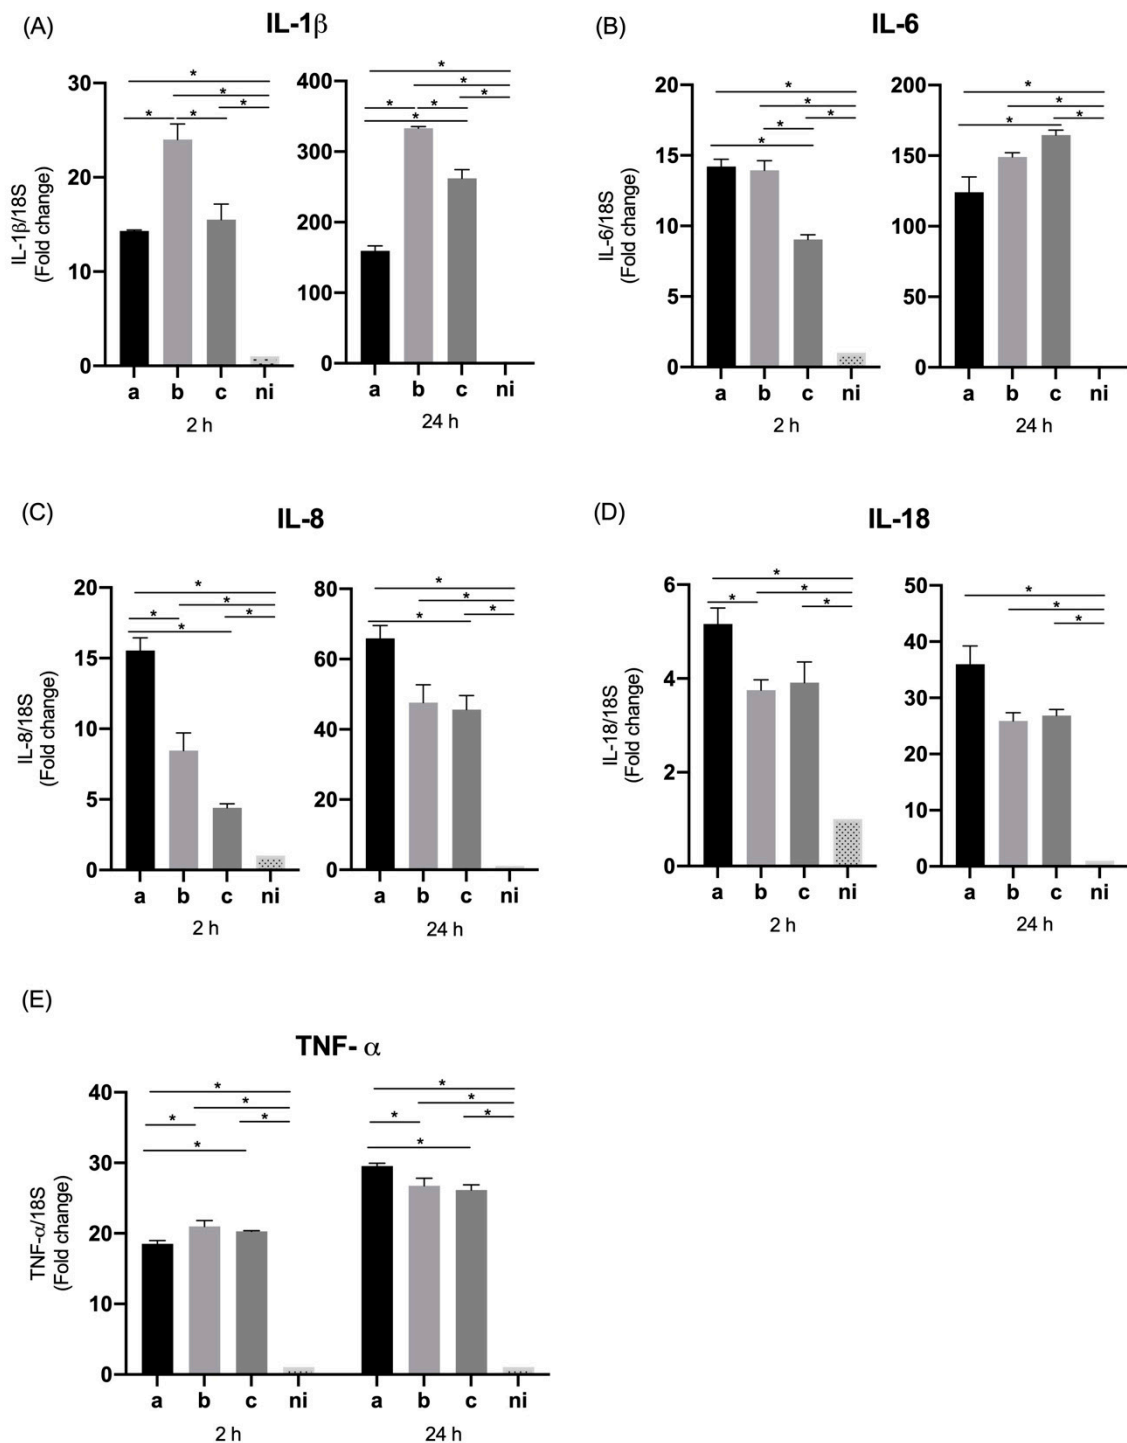 (A) IL-1β
IL-1β/18S
(Fold change)
30
20
10
0
* 
*
*
* *
a b c ni
2 h
400
300
200
100
0
*
*
*
* *
*
a b c ni
24 h
(B) IL-6
IL-6/18S
(Fold change)
20
15
10
5
0
*
*
*
*
*
a b c ni
2 h
200
150
100
50
0
*
*
*
*
a b c ni
24 h
(C) IL-8
IL-8/18S
(Fold change)
20
15
10
5
0
*
*
*
*
*
a b c ni
2 h
80
60
40
20
0
*
*
*
*
a b c ni
24 h
(D) IL-18
IL-18/18S
(Fold change)
6
4
2
0
*
*
*
*
a b c ni
2 h
50
40
30
20
10
0
*
*
*
a b c ni
24 h
(E)
TNF- α
TNF-α/18S
(Fold change)
40
30
20
10
0
*
*
*
*
*
a b c ni
2 h
*
*
*
*
*
a b c ni
24 h